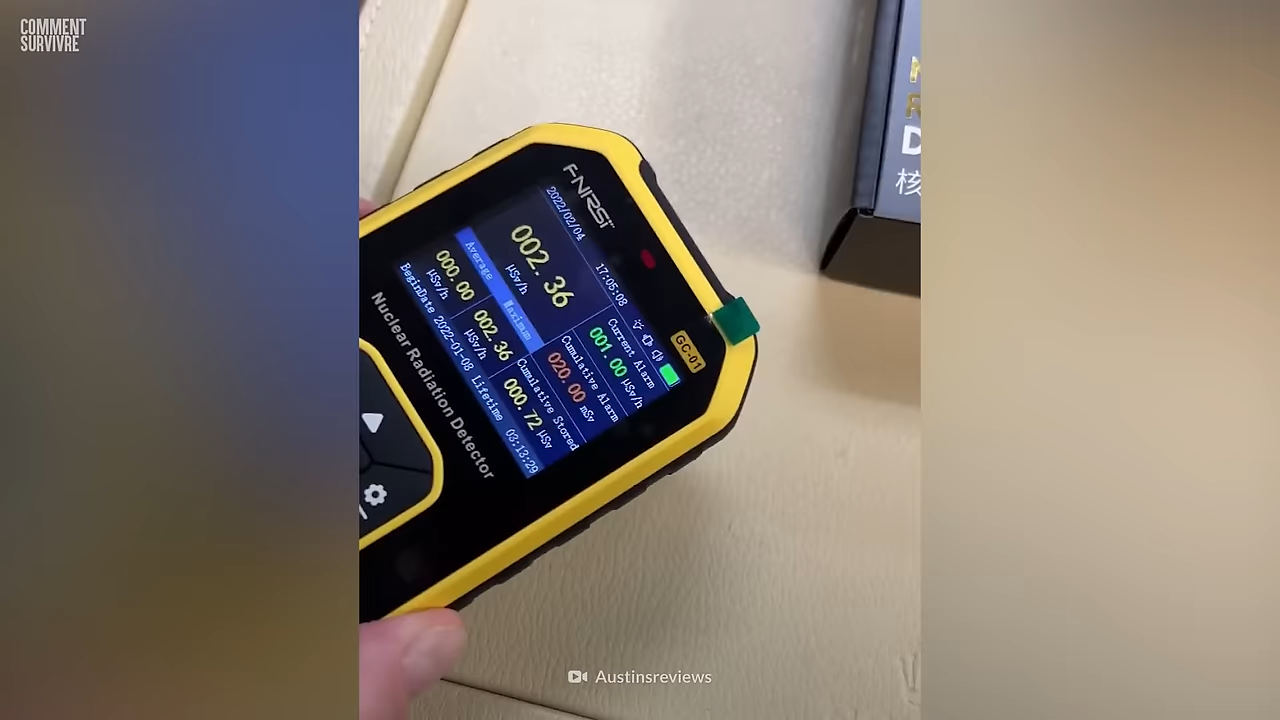 COMMENT
SURVIVRE
FNIRSI
2022/02/04 17:05:08
002.36
µSv/h
Average Maximum
000.00 002.36
µSv/h µSv/h
Current Alarm
001.00 µSv/h
Cumulative Alarm
020.00 mSv
Cumulative Stored
000.72 µSv
BeginDate 2022-01-08 Lifetime 03:13:29
GC-01
Nuclear Radiation Detector
核
Austinsreviews